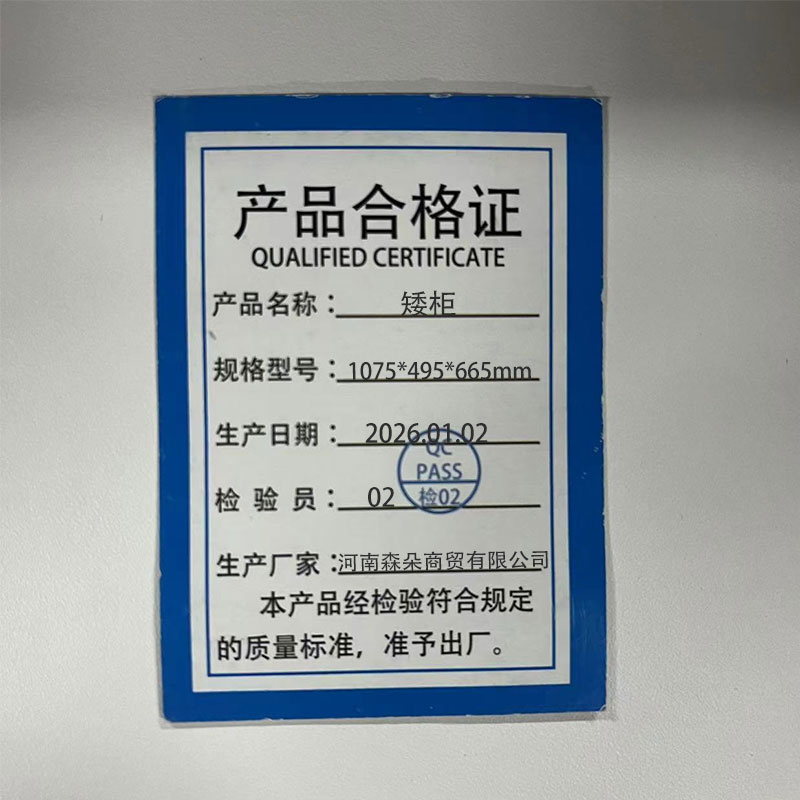 产品合格证
QUALIFIED CERTIFICATE
产品名称：矮柜
规格型号：1075*495*665mm
生产日期：2026.01.02
QC
PASS
检验员：02
检02
生产厂家：河南森朵商贸有限公司
本产品经检验符合规定
的质量标准，准予出厂。